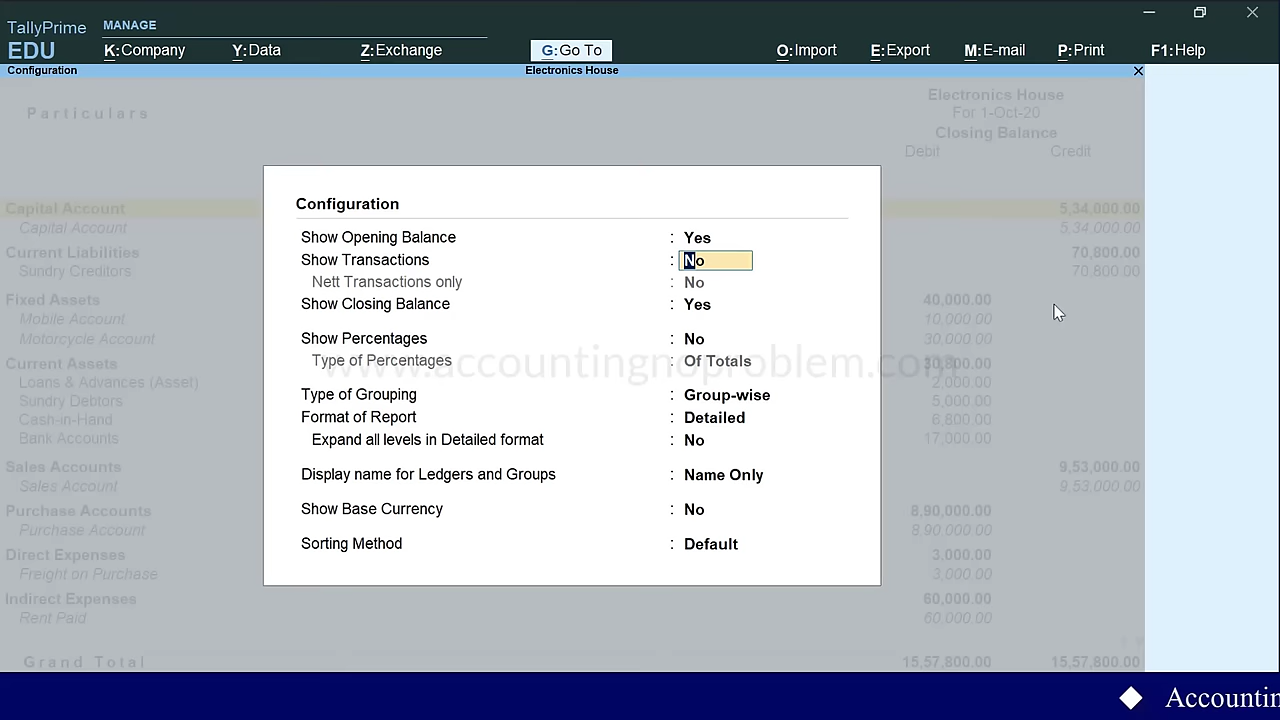 TallyPrime MANAGE
EDU K:Company Y:Data Z:Exchange G:Go To O:Import E:Export M:E-mail P:Print F1:Help
Configuration Electronics House
Electronics House
Particulars For 1-Oct-20
Closing Balance
Debit Credit
Configuration
Capital Account 5,34,000.00
Capital Account 5,34,000.00
Show Opening Balance : Yes
Current Liabilities 70,800.00
Show Transactions : No
Sundry Creditors 70,800.00
Nett Transactions only : No
Fixed Assets 40,000.00
Show Closing Balance : Yes
Mobile Account 10,000.00
Motorcycle Account 30,000.00
Show Percentages : No
Current Assets 30,800.00
Type of Percentages : Of Totals
www.accountingnoproblem.com
Loans & Advances (Asset) 2,000.00
Type of Grouping : Group-wise
Sundry Debtors 5,000.00
Format of Report : Detailed
Cash-in-Hand 6,800.00
Expand all levels in Detailed format : No
Bank Accounts 17,000.00
Sales Accounts 9,53,000.00
Display name for Ledgers and Groups : Name Only
Sales Account 9,53,000.00
Purchase Accounts 8,90,000.00
Show Base Currency : No
Purchase Account 8,90,000.00
Sorting Method : Default
Direct Expenses 3,000.00
Freight on Purchase 3,000.00
Indirect Expenses 60,000.00
Rent Paid 60,000.00
Grand Total 15,57,800.00 15,57,800.00